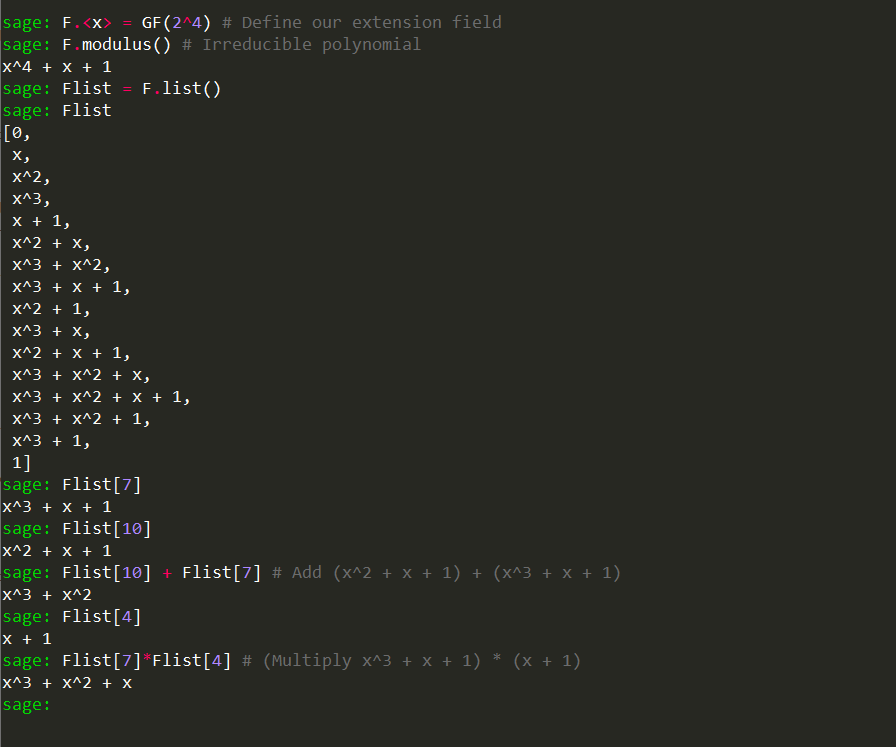 sage: F.<x> = GF(2^4) # Define our extension field
sage: F.modulus() # Irreducible polynomial
x^4 + x + 1
sage: Flist = F.list()
sage: Flist
[0,
 x,
 x^2,
 x^3,
 x + 1,
 x^2 + x,
 x^3 + x^2,
 x^3 + x + 1,
 x^2 + 1,
 x^3 + x,
 x^2 + x + 1,
 x^3 + x^2 + x,
 x^3 + x^2 + x + 1,
 x^3 + x^2 + 1,
 x^3 + 1,
 1]
sage: Flist[7]
x^3 + x + 1
sage: Flist[10]
x^2 + x + 1
sage: Flist[10] + Flist[7] # Add (x^2 + x + 1) + (x^3 + x + 1)
x^3 + x^2
sage: Flist[4]
x + 1
sage: Flist[7]*Flist[4] # (Multiply x^3 + x + 1) * (x + 1)
x^3 + x^2 + x
sage: